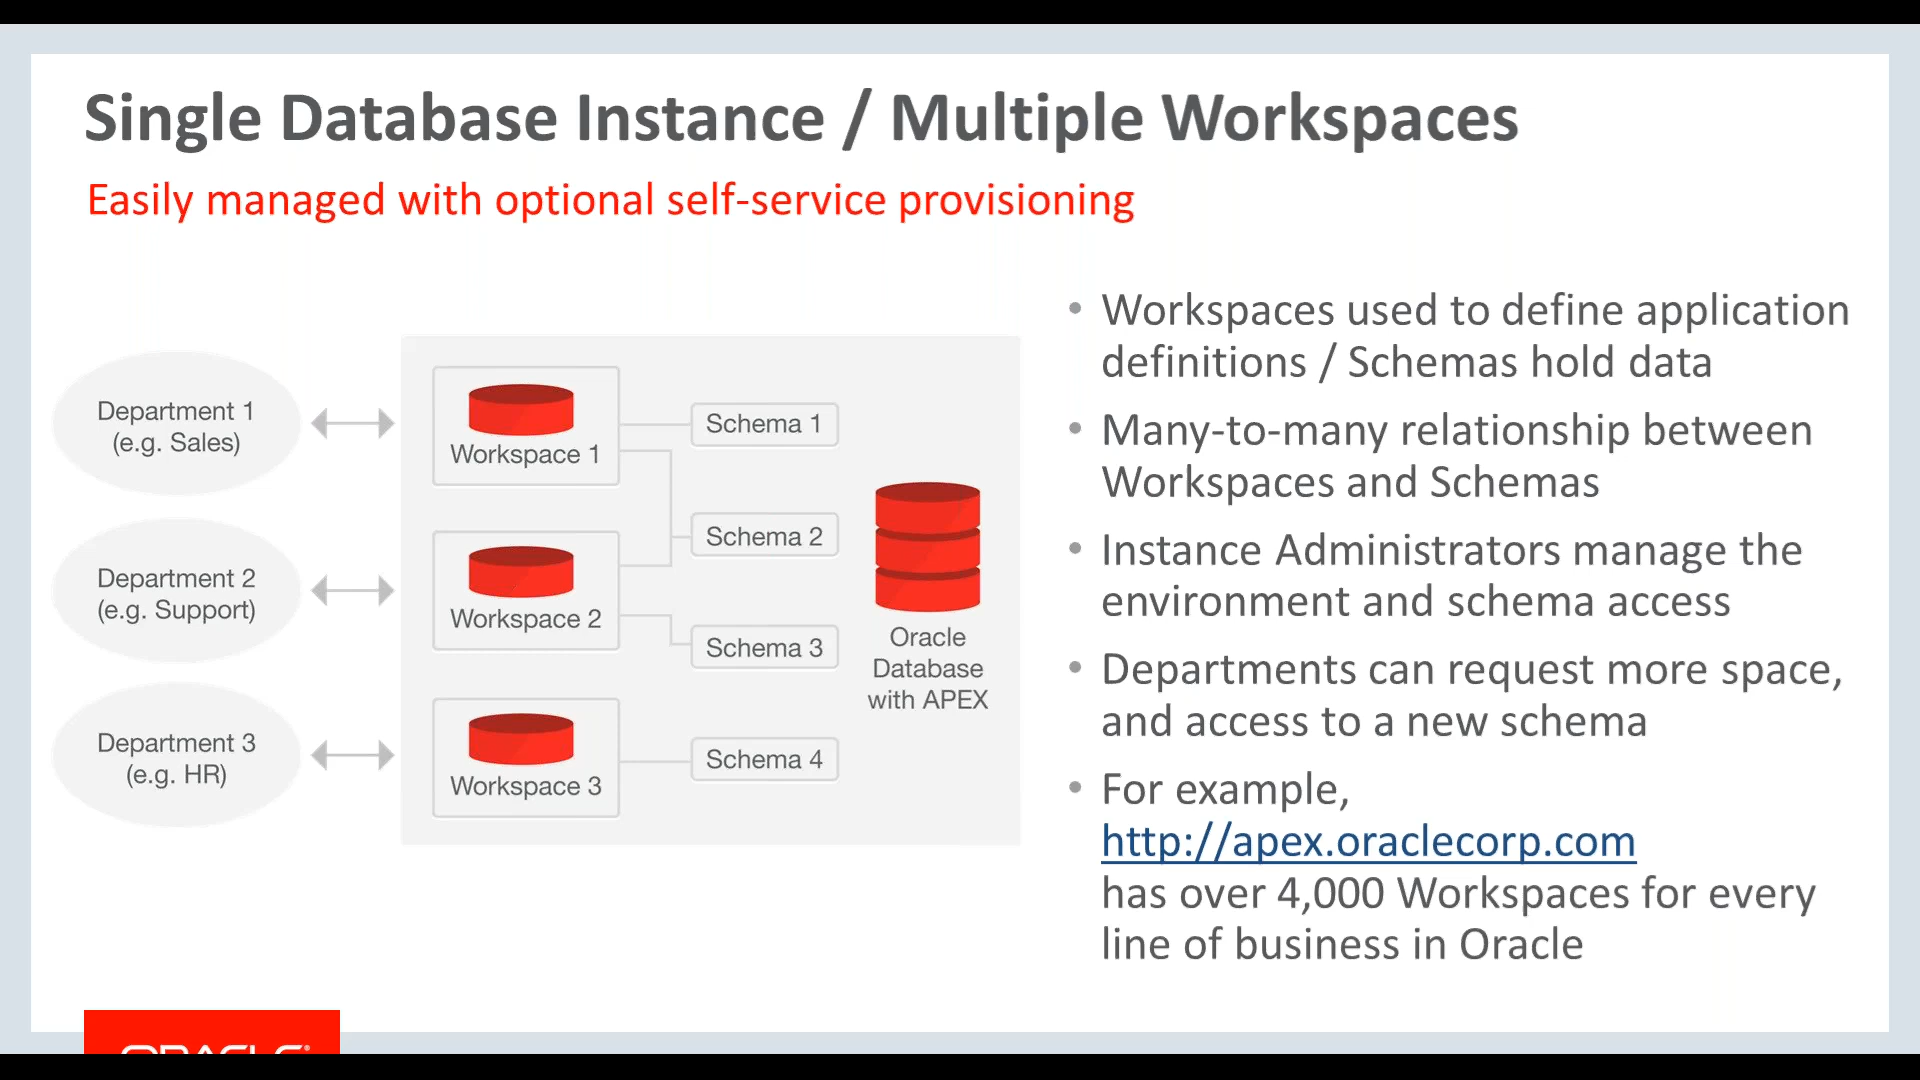 Single Database Instance / Multiple Workspaces
Easily managed with optional self-service provisioning
Department 1
(e.g. Sales)
Department 2
(e.g. Support)
Department 3
(e.g. HR)
Workspace 1
Workspace 2
Workspace 3
Schema 1
Schema 2
Schema 3
Schema 4
Oracle
Database
with APEX
• Workspaces used to define application
definitions / Schemas hold data
• Many-to-many relationship between
Workspaces and Schemas
• Instance Administrators manage the
environment and schema access
• Departments can request more space,
and access to a new schema
• For example,
http://apex.oraclecorp.com
has over 4,000 Workspaces for every
line of business in Oracle
ORACLE®